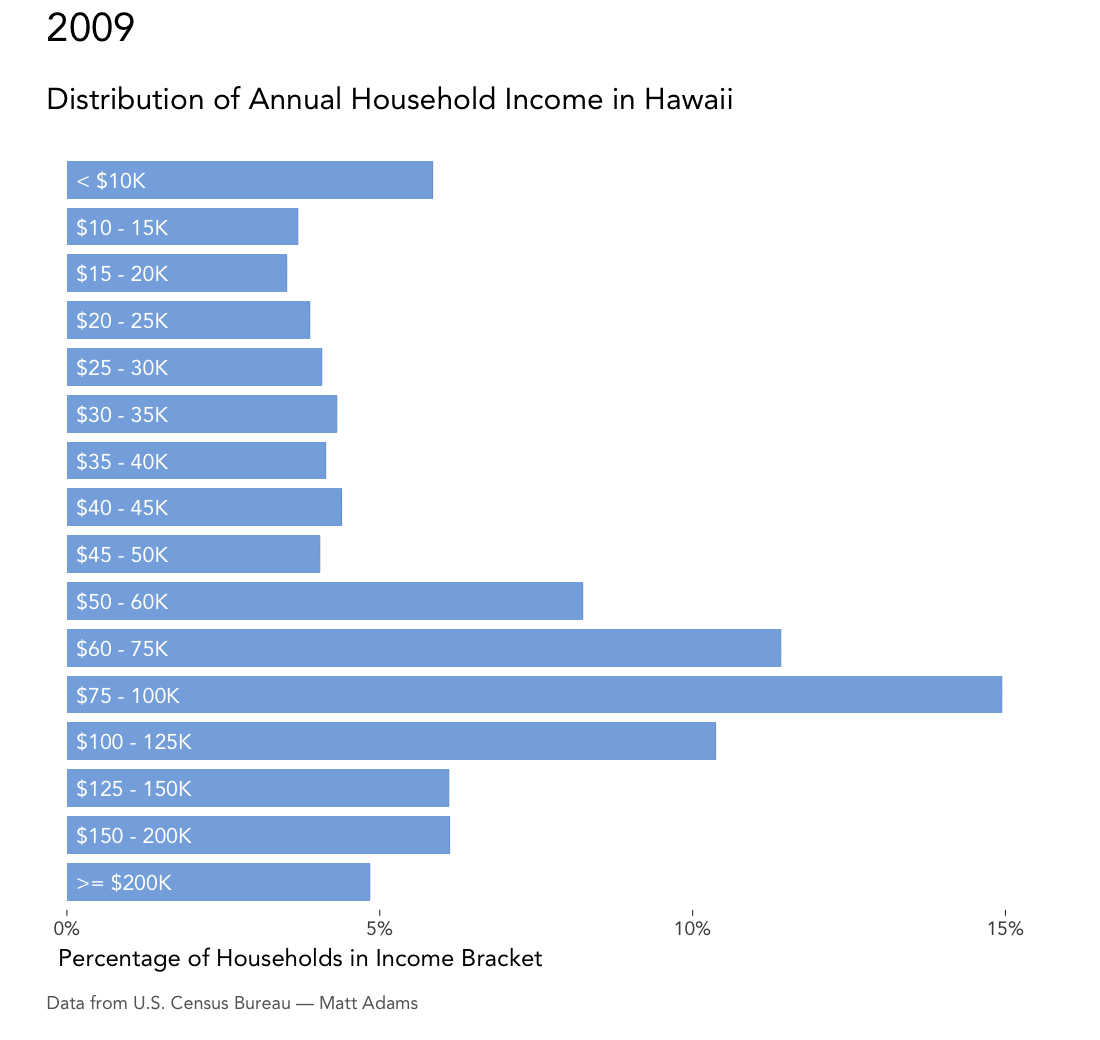 2009
Distribution of Annual Household Income in Hawaii
< $10K
$10 - 15K
$15 - 20K
$20 - 25K
$25 - 30K
$30 - 35K
$35 - 40K
$40 - 45K
$45 - 50K
$50 - 60K
$60 - 75K
$75 - 100K
$100 - 125K
$125 - 150K
$150 - 200K
>= $200K
0% 5% 10% 15%
Percentage of Households in Income Bracket
Data from U.S. Census Bureau — Matt Adams